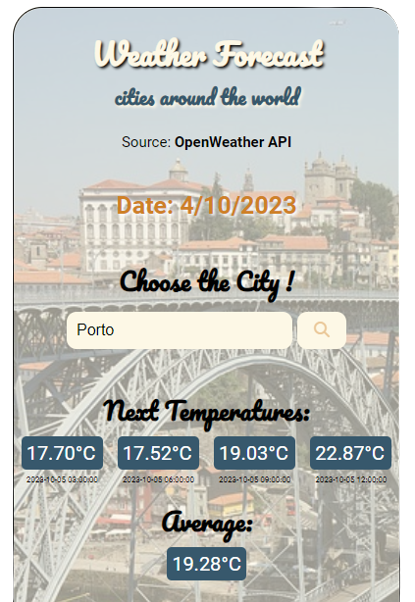 Weather Forecast
cities around the world
Source: OpenWeather API
Date: 4/10/2023
Choose the City !
Porto
Next Temperatures:
17.70°C 17.52°C 19.03°C 22.87°C
2023-10-05 03:00:00 2023-10-05 06:00:00 2023-10-05 09:00:00 2023-10-05 12:00:00
Average:
19.28°C